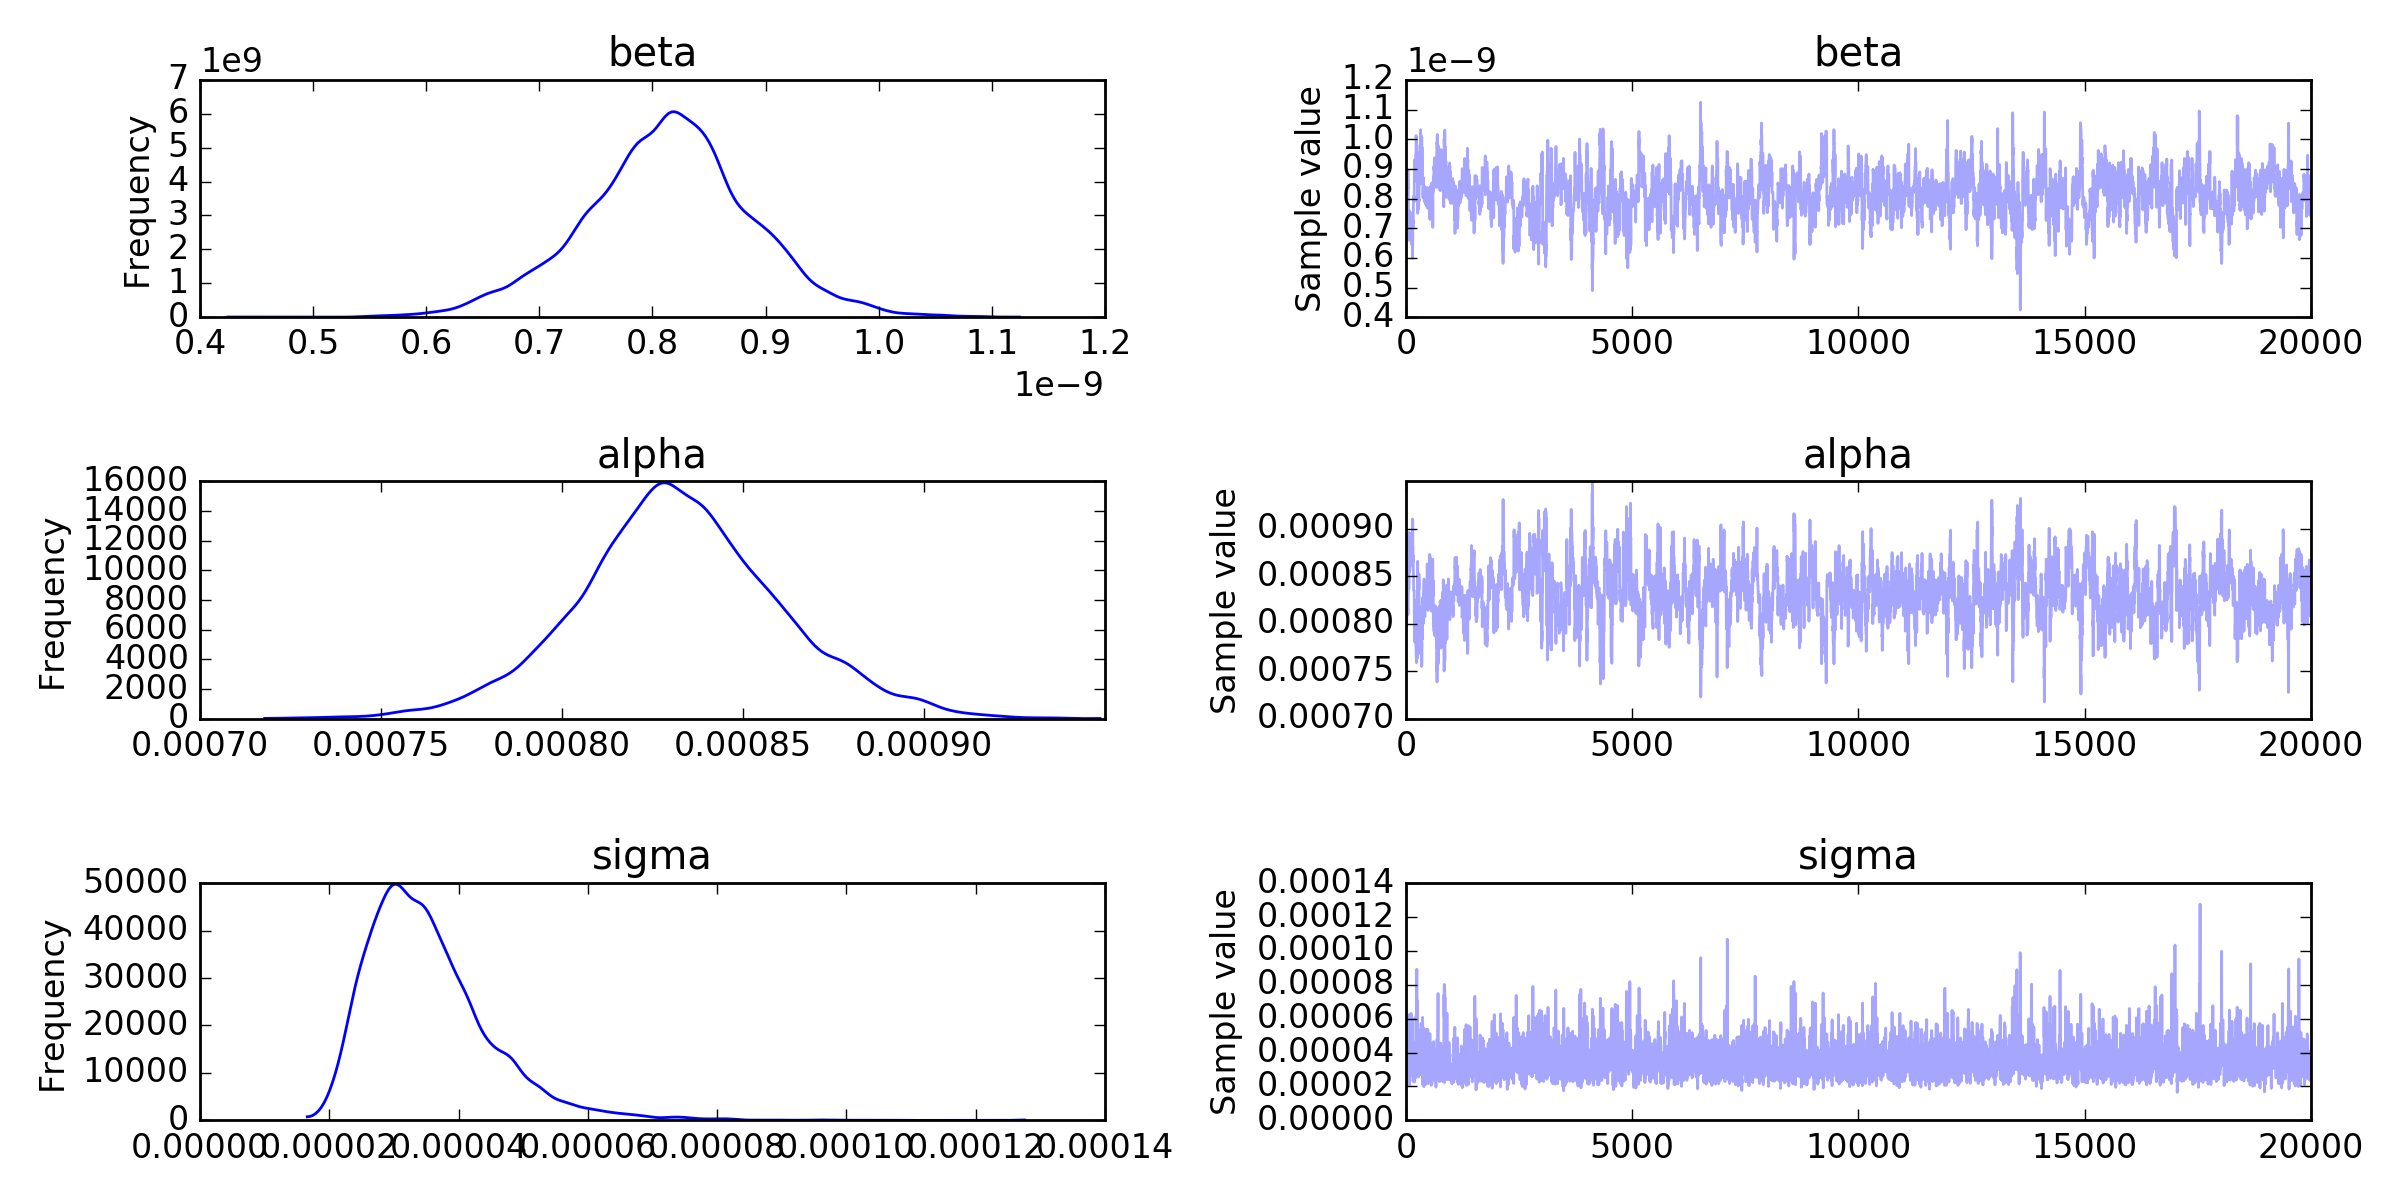 beta
1e9
7
6
5
4
3
2
1
0
Frequency
0.4 0.5 0.6 0.7 0.8 0.9 1.0 1.1 1.2
1e−9
beta
1e−9
1.2
1.1
1.0
0.9
0.8
0.7
0.6
0.5
0.4
Sample value
0 5000 10000 15000 20000
alpha
16000
14000
12000
10000
8000
6000
4000
2000
0
Frequency
0.00070 0.00075 0.00080 0.00085 0.00090
alpha
0.00090
0.00085
0.00080
0.00075
0.00070
Sample value
0 5000 10000 15000 20000
sigma
50000
40000
30000
20000
10000
0
Frequency
0.00000 0.00002 0.00004 0.00006 0.00008 0.00010 0.00012 0.00014
sigma
0.00014
0.00012
0.00010
0.00008
0.00006
0.00004
0.00002
0.00000
Sample value
0 5000 10000 15000 20000